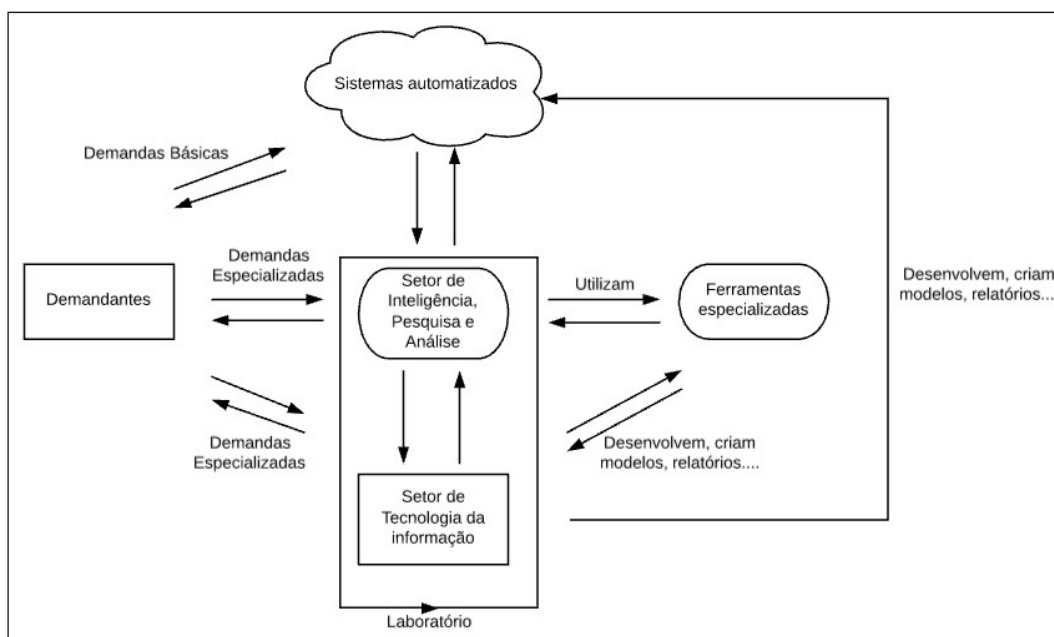 Sistemas automatizados
Demandas Básicas
Demandas
Especializadas
Demandantes
Setor de
Inteligência,
Pesquisa e
Análise
Utilizam
Ferramentas
especializadas
Desenvolvem, criam
modelos, relatórios...
Demandas
Especializadas
Desenvolvem, criam
modelos, relatórios....
Setor de
Tecnologia da
informação
Laboratório